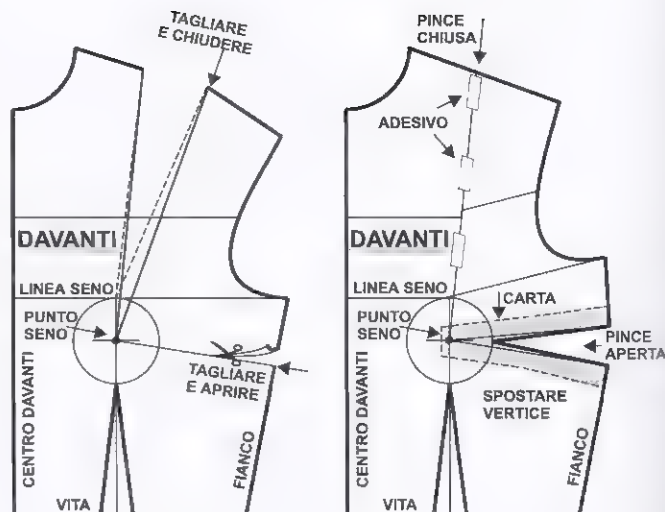 TAGLIARE
E CHIUDERE
DAVANTI
LINEA SENO
PUNTO
SENO
TAGLIARE
E APRIRE
CENTRO DAVANTI
FIANCO
VITA
PINCE
CHIUSA
ADESIVO
DAVANTI
LINEA SENO
CARTA
PUNTO
SENO
PINCE
APERTA
SPOSTARE
VERTICE
CENTRO DAVANTI
FIANCO
VITA